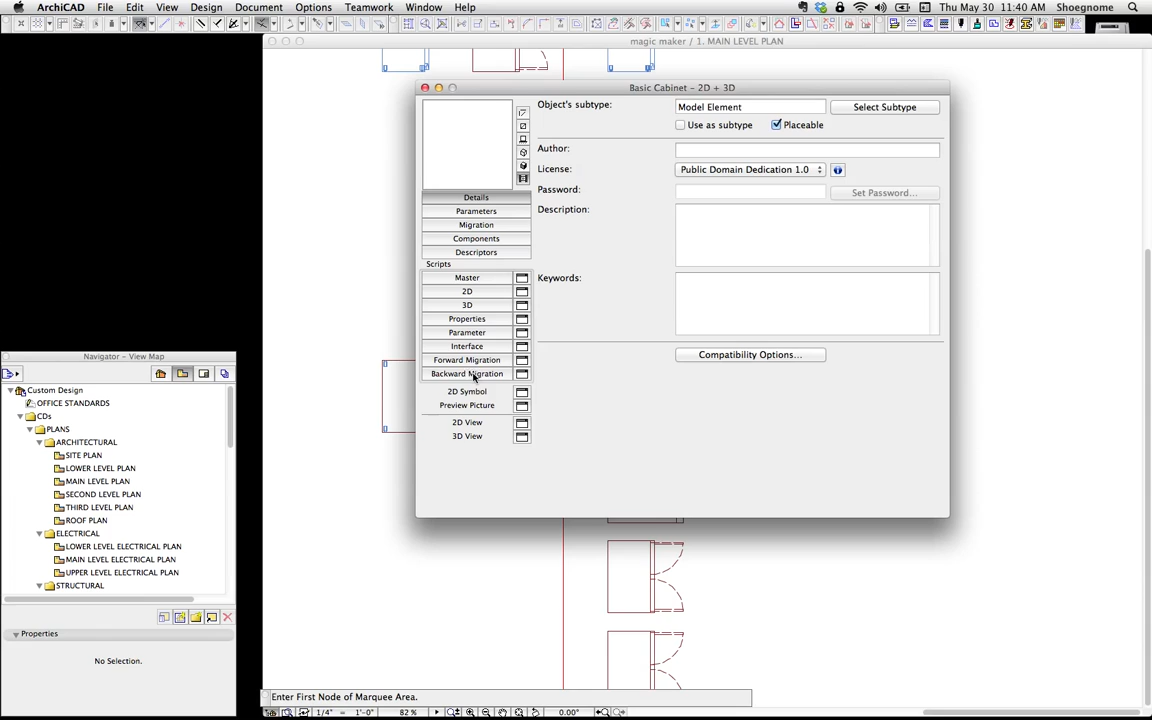 ArchiCAD File Edit View Design Document Options Teamwork Window Help
Thu May 30 11:40 AM Shoegnome
magic maker / 1. MAIN LEVEL PLAN
Basic Cabinet - 2D + 3D
Object's subtype: Model Element Select Subtype
Use as subtype Placeable
Author:
License: Public Domain Dedication 1.0
Password: Set Password...
Description:
Keywords:
Compatibility Options...
Details
Parameters
Migration
Components
Descriptors
Scripts
Master
2D
3D
Properties
Parameter
Interface
Forward Migration
Backward Migration
2D Symbol
Preview Picture
2D View
3D View
Navigator - View Map
Custom Design
OFFICE STANDARDS
CDs
PLANS
ARCHITECTURAL
SITE PLAN
LOWER LEVEL PLAN
MAIN LEVEL PLAN
SECOND LEVEL PLAN
THIRD LEVEL PLAN
ROOF PLAN
ELECTRICAL
LOWER LEVEL ELECTRICAL PLAN
MAIN LEVEL ELECTRICAL PLAN
UPPER LEVEL ELECTRICAL PLAN
STRUCTURAL
Properties
No Selection.
Enter First Node of Marquee Area.
1/4" = 1'-0" 82 % 0.00°